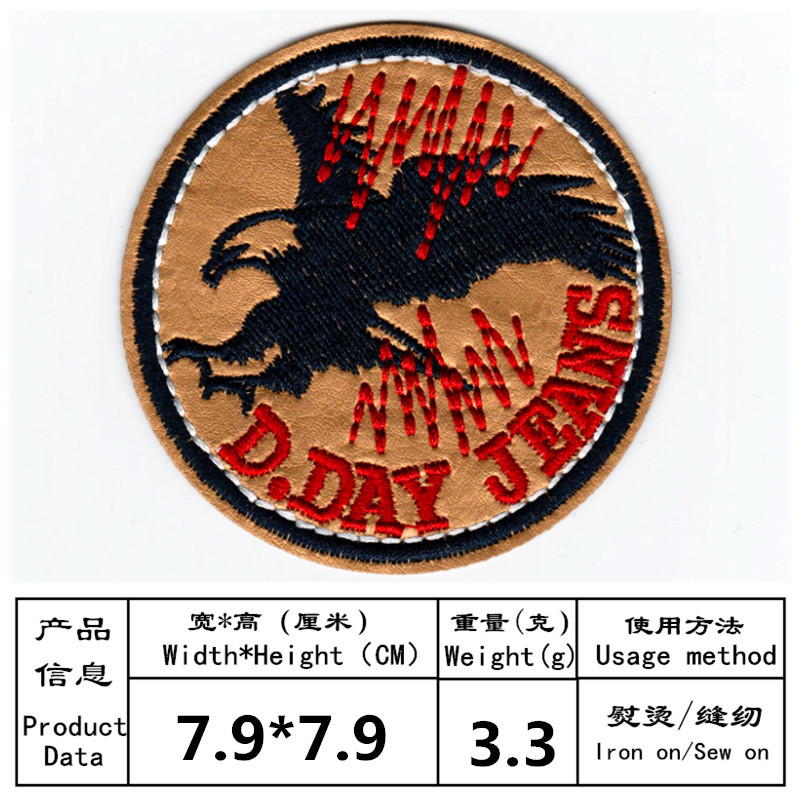 D.DAY JEANS
产品
信息
Product
Data
宽*高 (厘米)
Width*Height (CM)
7.9*7.9
重量(克)
Weight(g)
3.3
使用方法
Usage method
熨烫/缝纫
Iron on/Sew on